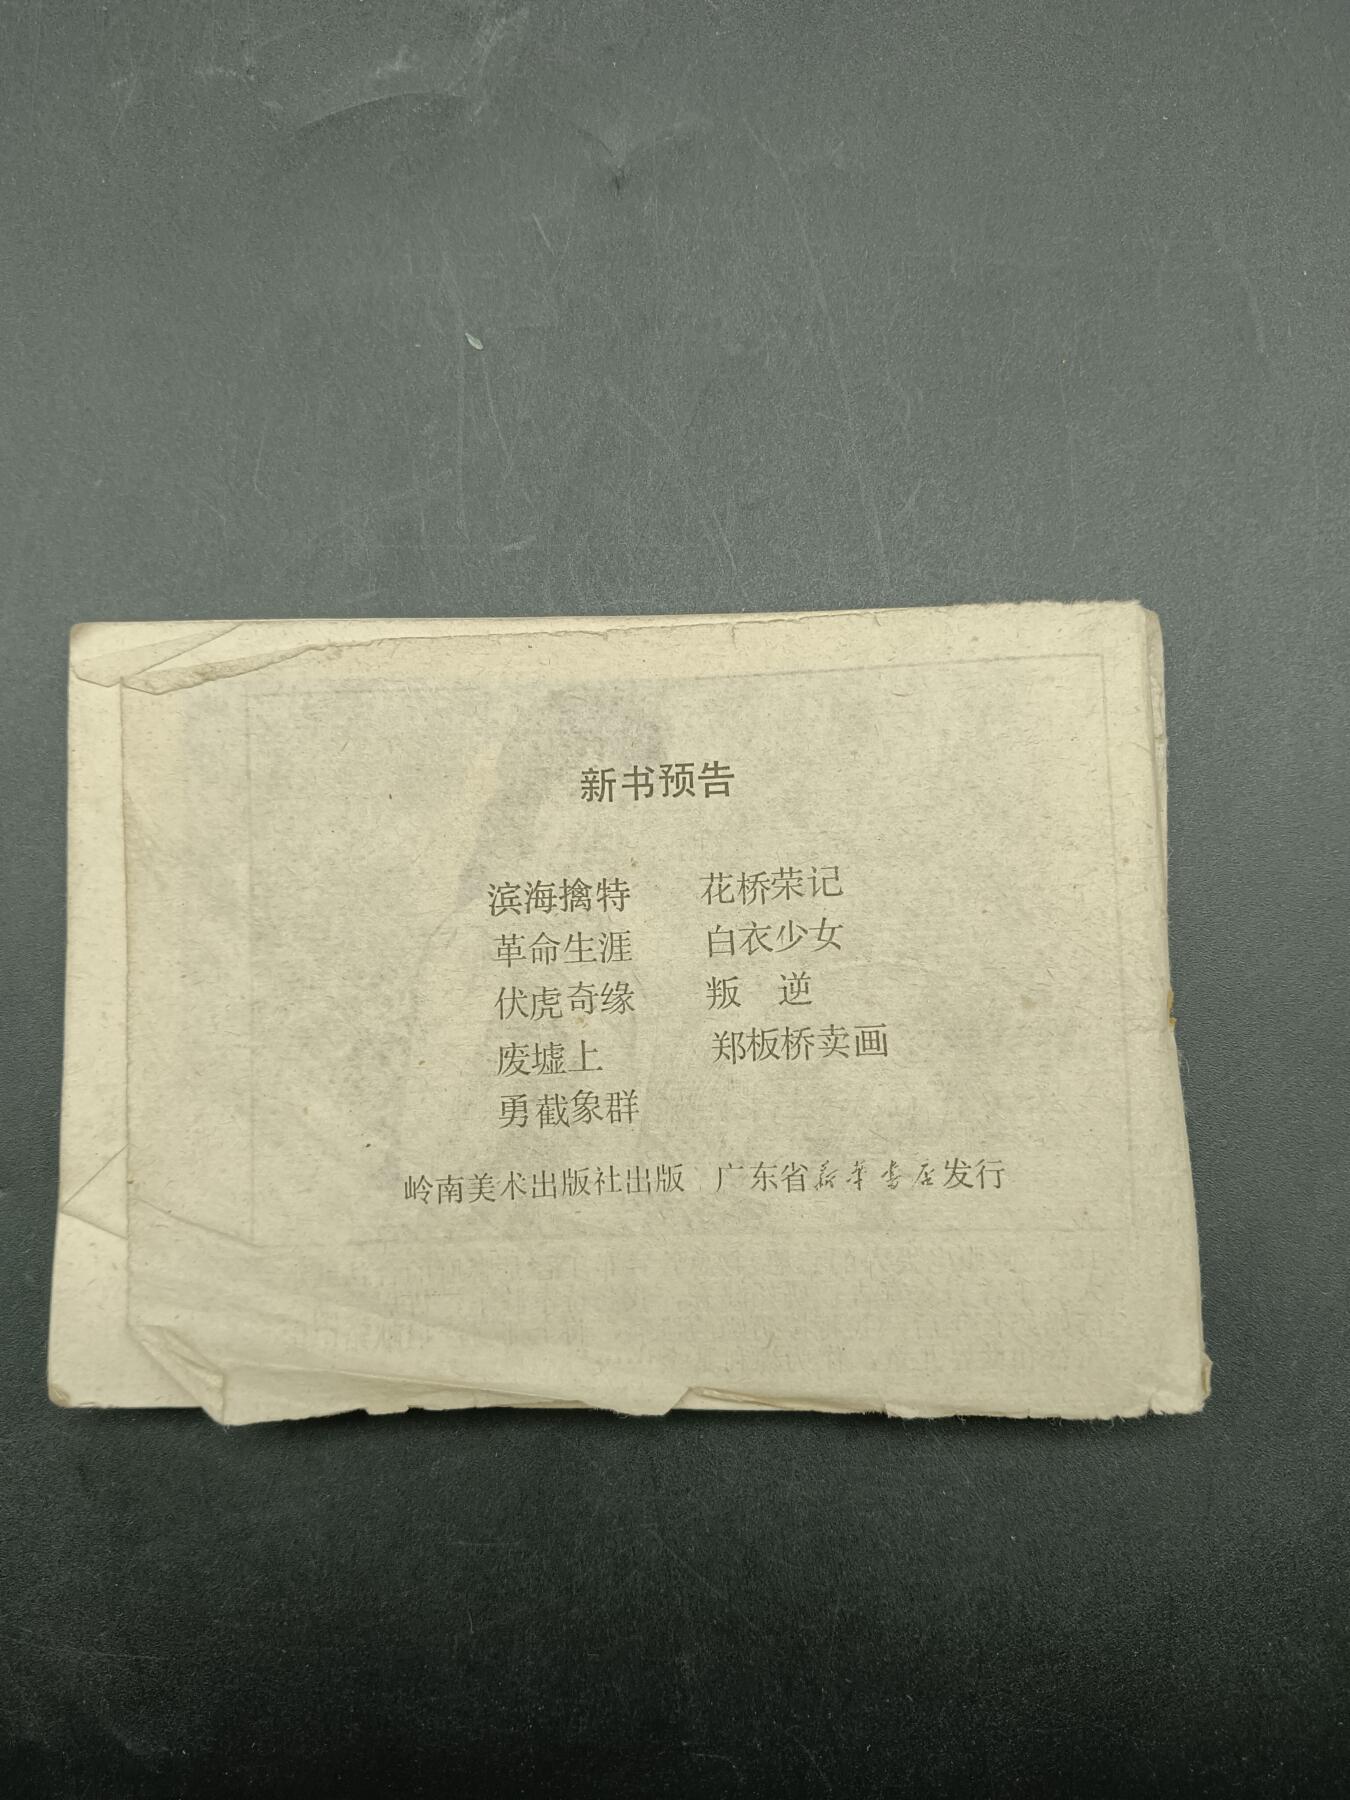 新书预告
滨海擒特 花桥荣记
革命生涯 白衣少女
伏虎奇缘 叛 逆
废墟上 郑板桥卖画
勇截象群
岭南美术出版社出版 广东省新华书店发行